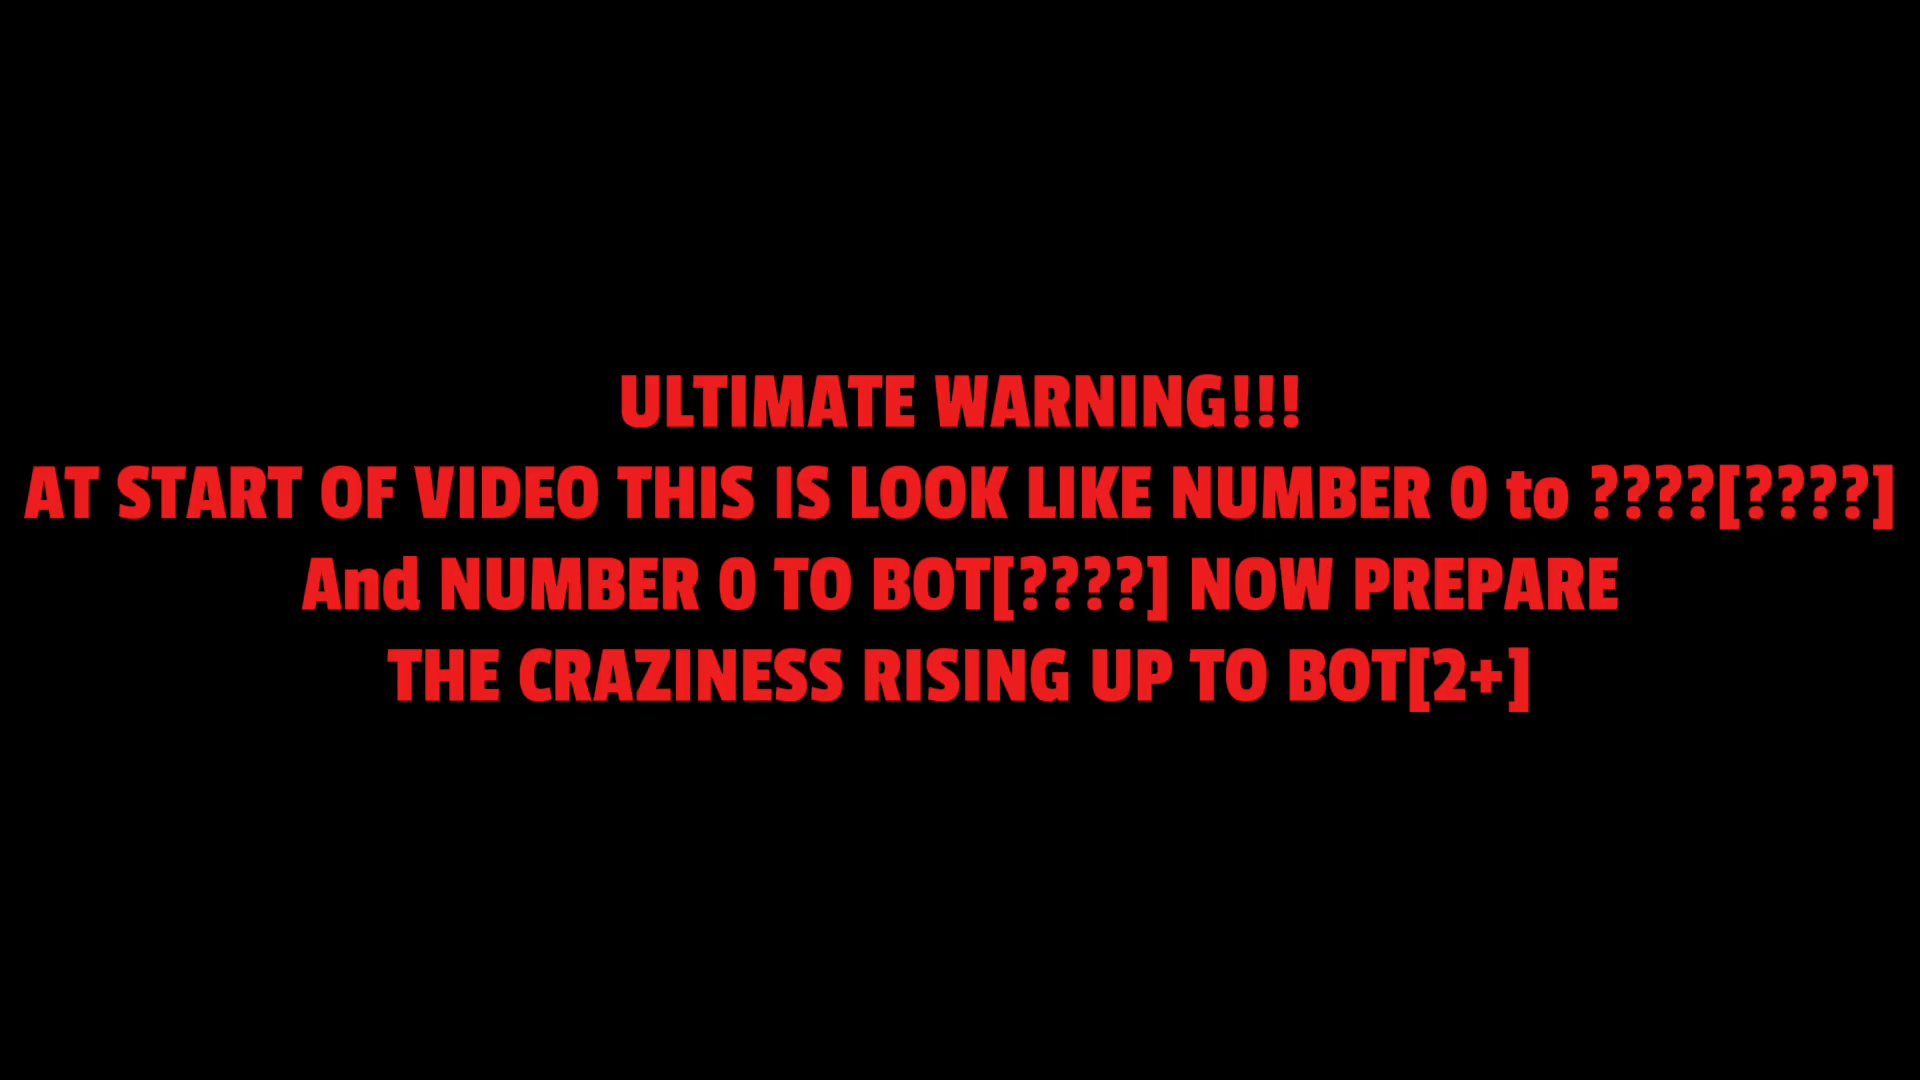 ULTIMATE WARNING!!!
AT START OF VIDEO THIS IS LOOK LIKE NUMBER 0 to ????[????]
And NUMBER 0 TO BOT[????] NOW PREPARE
THE CRAZINESS RISING UP TO BOT[2+]